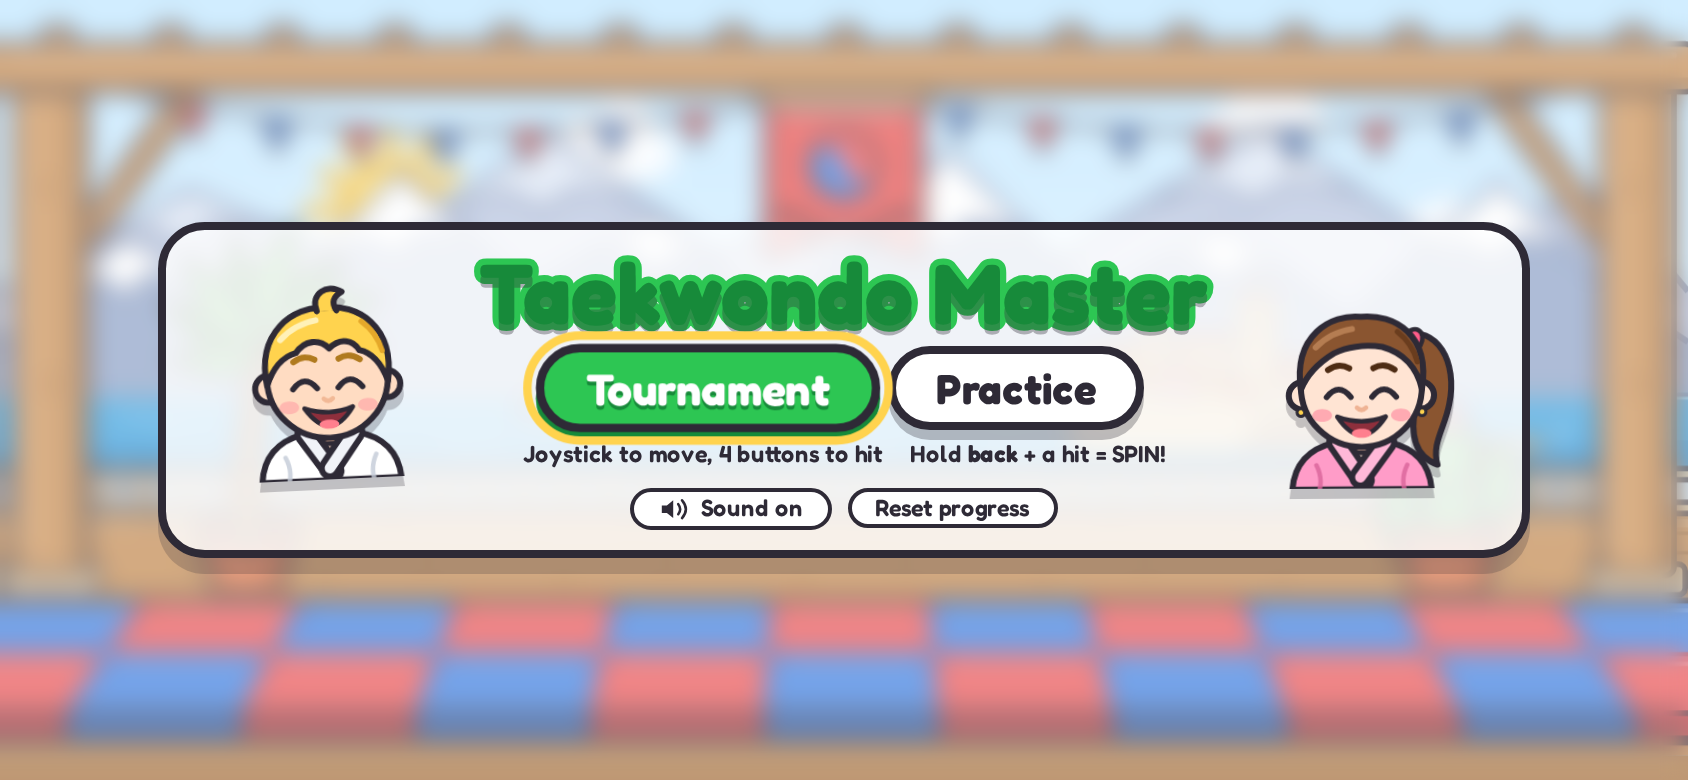 Taekwondo Master
Tournament
Practice
Joystick to move, 4 buttons to hit
Hold back + a hit = SPIN!
Sound on
Reset progress